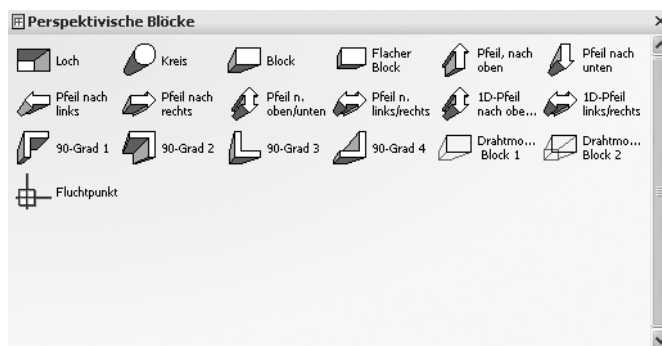 Perspektivische Blöcke
Loch
Kreis
Block
Flacher
Block
Pfeil, nach
oben
Pfeil nach
unten
Pfeil nach
links
Pfeil nach
rechts
Pfeil n.
oben/unten
Pfeil n.
links/rechts
1D-Pfeil
nach obe...
1D-Pfeil
links/rechts
90-Grad 1
90-Grad 2
90-Grad 3
90-Grad 4
Drahtmo...
Block 1
Drahtmo...
Block 2
Fluchtpunkt